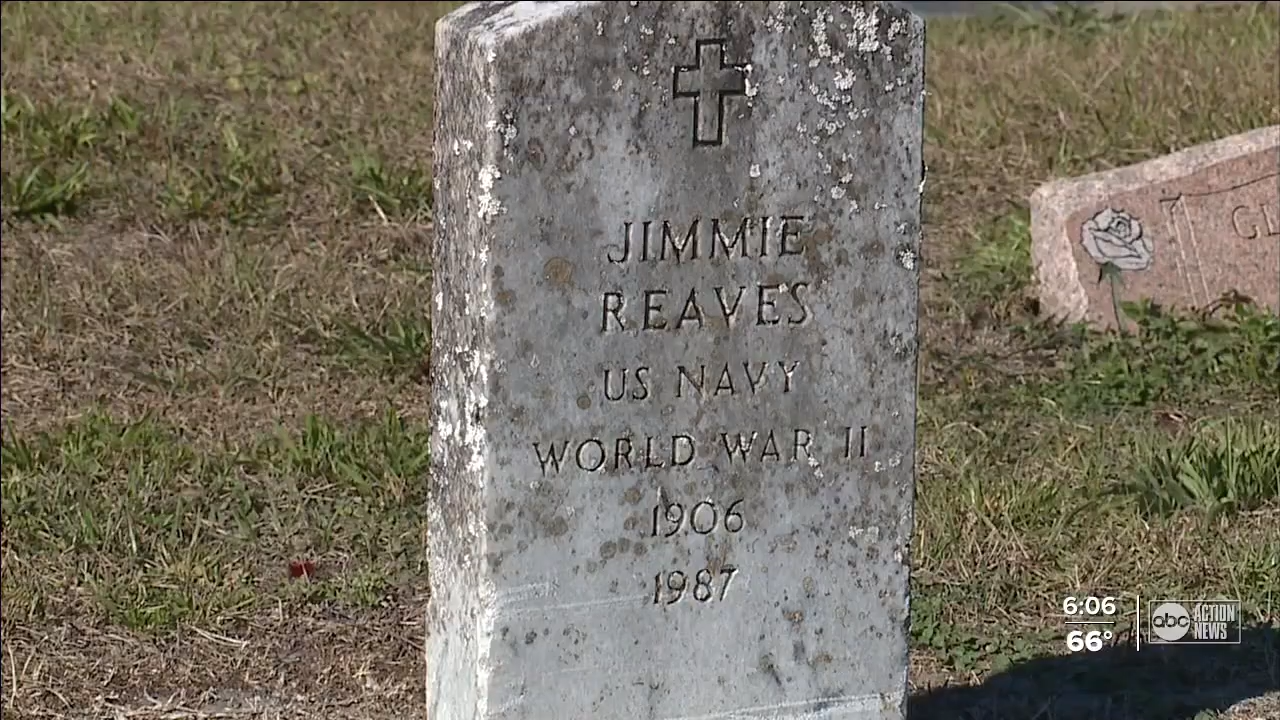 JIMMIE
REAVES
US NAVY
WORLD WAR II
1906
1987
6:06
66°
abc ACTION
NEWS